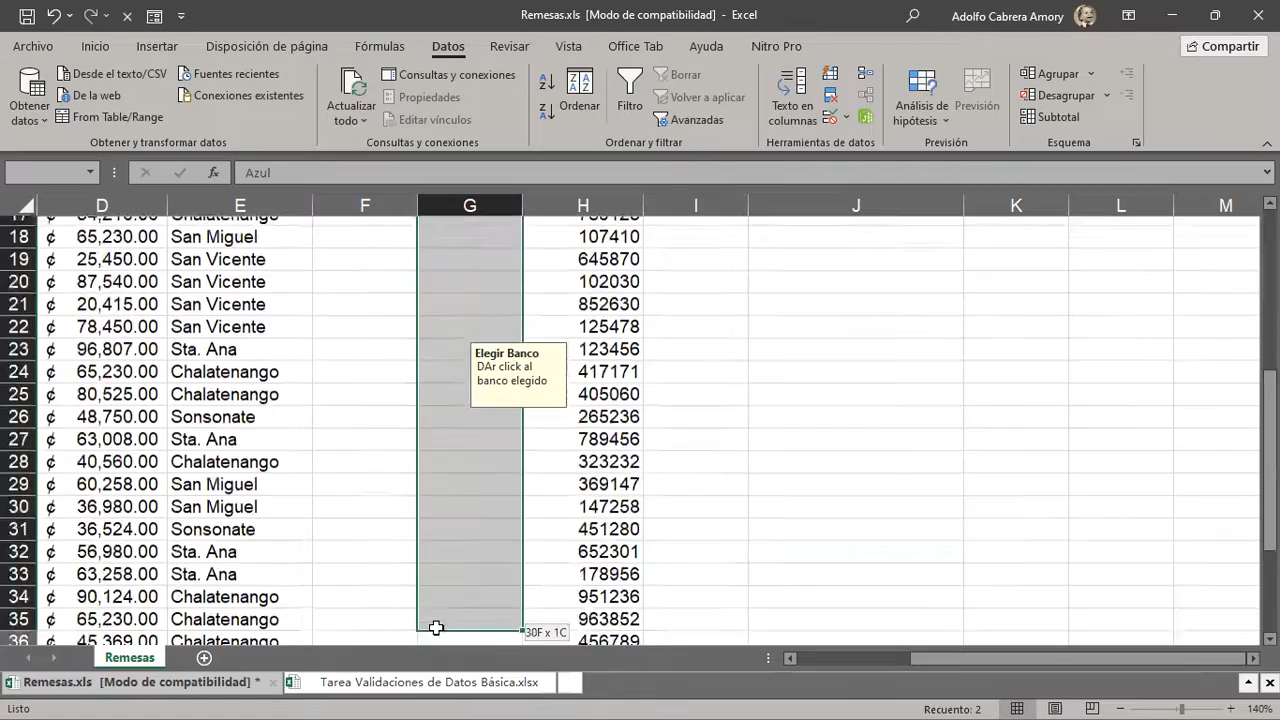 Remesas.xls [Modo de compatibilidad] - Excel
Adolfo Cabrera Amory
Archivo Inicio Insertar Disposición de página Fórmulas Datos Revisar Vista Office Tab Ayuda Nitro Pro Compartir
Obtener datos
Desde el texto/CSV
De la web
From Table/Range
Fuentes recientes
Conexiones existentes
Obtener y transformar datos
Actualizar todo
Consultas y conexiones
Propiedades
Editar vínculos
Consultas y conexiones
Ordenar
Filtro
Borrar
Volver a aplicar
Avanzadas
Ordenar y filtrar
Texto en columnas
Herramientas de datos
Análisis de hipótesis
Previsión
Previsión
Agrupar
Desagrupar
Subtotal
Esquema
fx Azul
D E F G H I J K L M
18 ¢ 65,230.00 San Miguel 107410
19 ¢ 25,450.00 San Vicente 645870
20 ¢ 87,540.00 San Vicente 102030
21 ¢ 20,415.00 San Vicente 852630
22 ¢ 78,450.00 San Vicente 125478
23 ¢ 96,807.00 Sta. Ana 123456
24 ¢ 65,230.00 Chalatenango 417171
25 ¢ 80,525.00 Chalatenango 405060
26 ¢ 48,750.00 Sonsonate 265236
27 ¢ 63,008.00 Sta. Ana 789456
28 ¢ 40,560.00 Chalatenango 323232
29 ¢ 60,258.00 San Miguel 369147
30 ¢ 36,980.00 San Miguel 147258
31 ¢ 36,524.00 Sonsonate 451280
32 ¢ 56,980.00 Sta. Ana 652301
33 ¢ 63,258.00 Sta. Ana 178956
34 ¢ 90,124.00 Chalatenango 951236
35 ¢ 65,230.00 Chalatenango 963852
36 ¢ 45,369.00 Chalatenango 456789
Elegir Banco
DAr click al
banco elegido
30F x 1C
Remesas
Remesas.xls [Modo de compatibilidad] * Tarea Validaciones de Datos Básica.xlsx
Listo Recuento: 2 140%